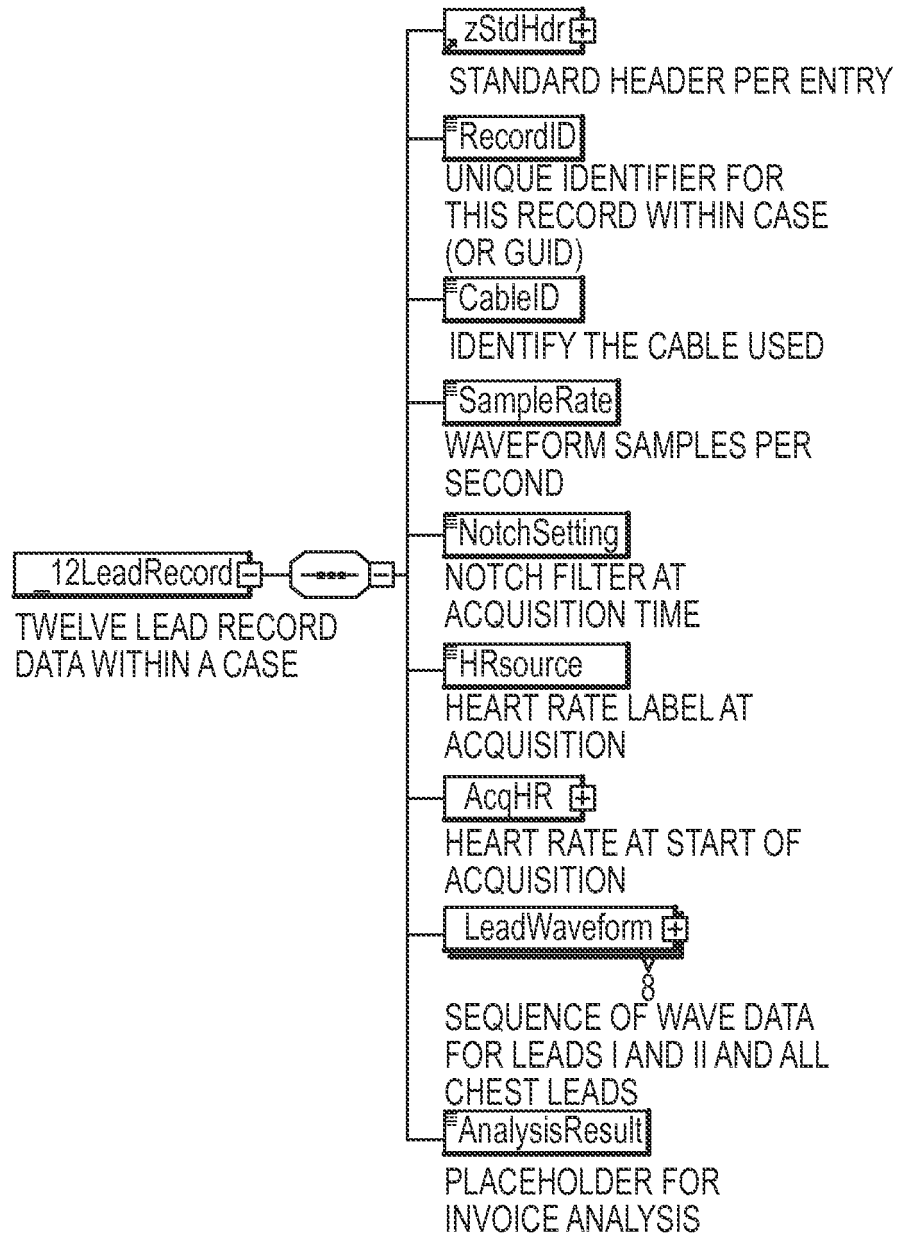 zStdHdr
STANDARD HEADER PER ENTRY
RecordID
UNIQUE IDENTIFIER FOR
THIS RECORD WITHIN CASE
(OR GUID)
CableID
IDENTIFY THE CABLE USED
SampleRate
WAVEFORM SAMPLES PER
SECOND
NotchSetting
NOTCH FILTER AT
ACQUISITION TIME
_12LeadRecord
TWELVE LEAD RECORD
DATA WITHIN A CASE
HRsource
HEART RATE LABEL AT
ACQUISITION
AcqHR
HEART RATE AT START OF
ACQUISITION
LeadWaveform
8
SEQUENCE OF WAVE DATA
FOR LEADS I AND II AND ALL
CHEST LEADS
AnalysisResult
PLACEHOLDER FOR
INVOICE ANALYSIS